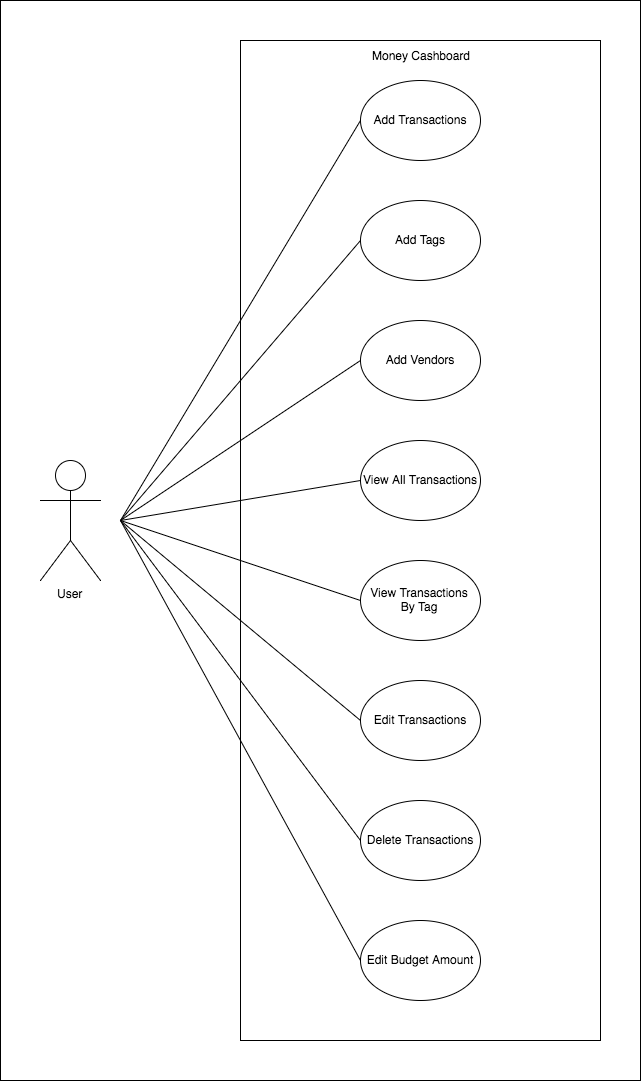 Money Cashboard
Add Transactions
Add Tags
Add Vendors
View All Transactions
View Transactions
By Tag
User
Edit Transactions
Delete Transactions
Edit Budget Amount